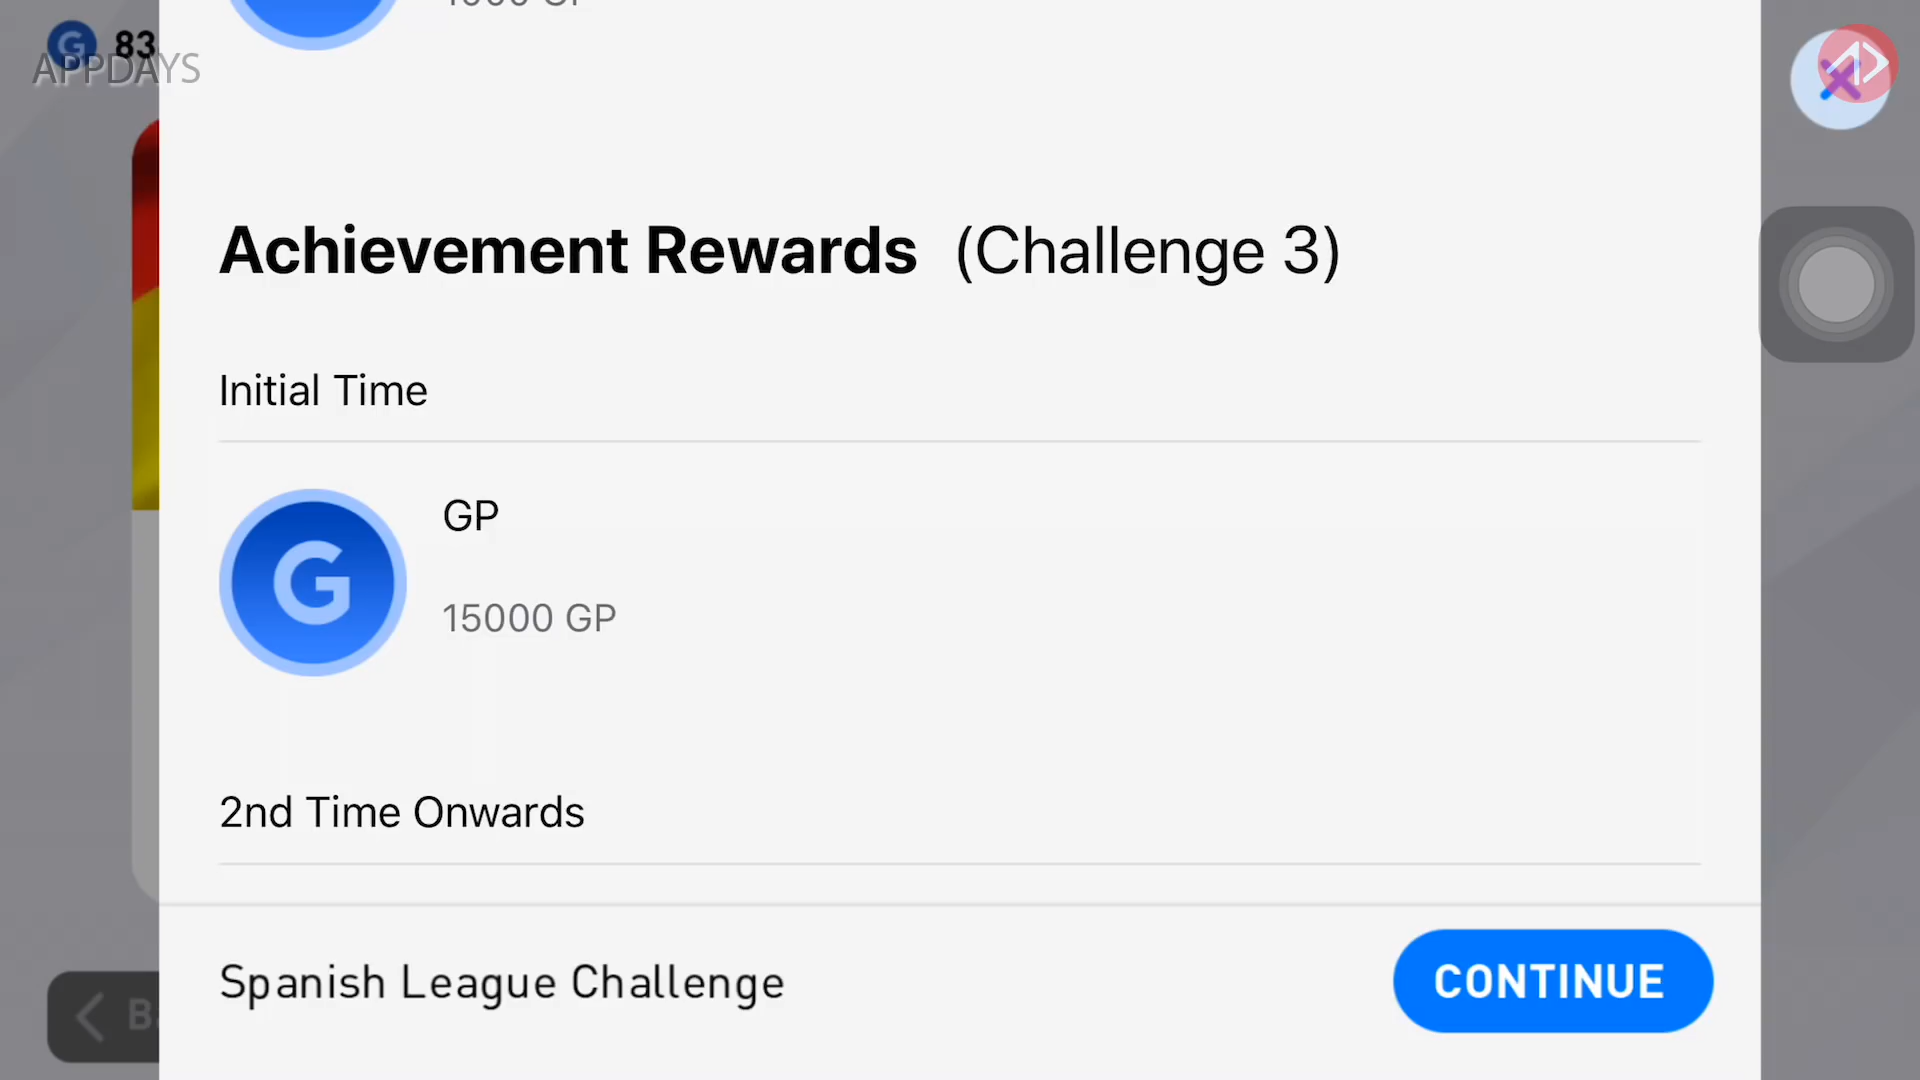 83
APPDAYS
Achievement Rewards (Challenge 3)
Initial Time
G
GP
15000 GP
2nd Time Onwards
Spanish League Challenge
CONTINUE